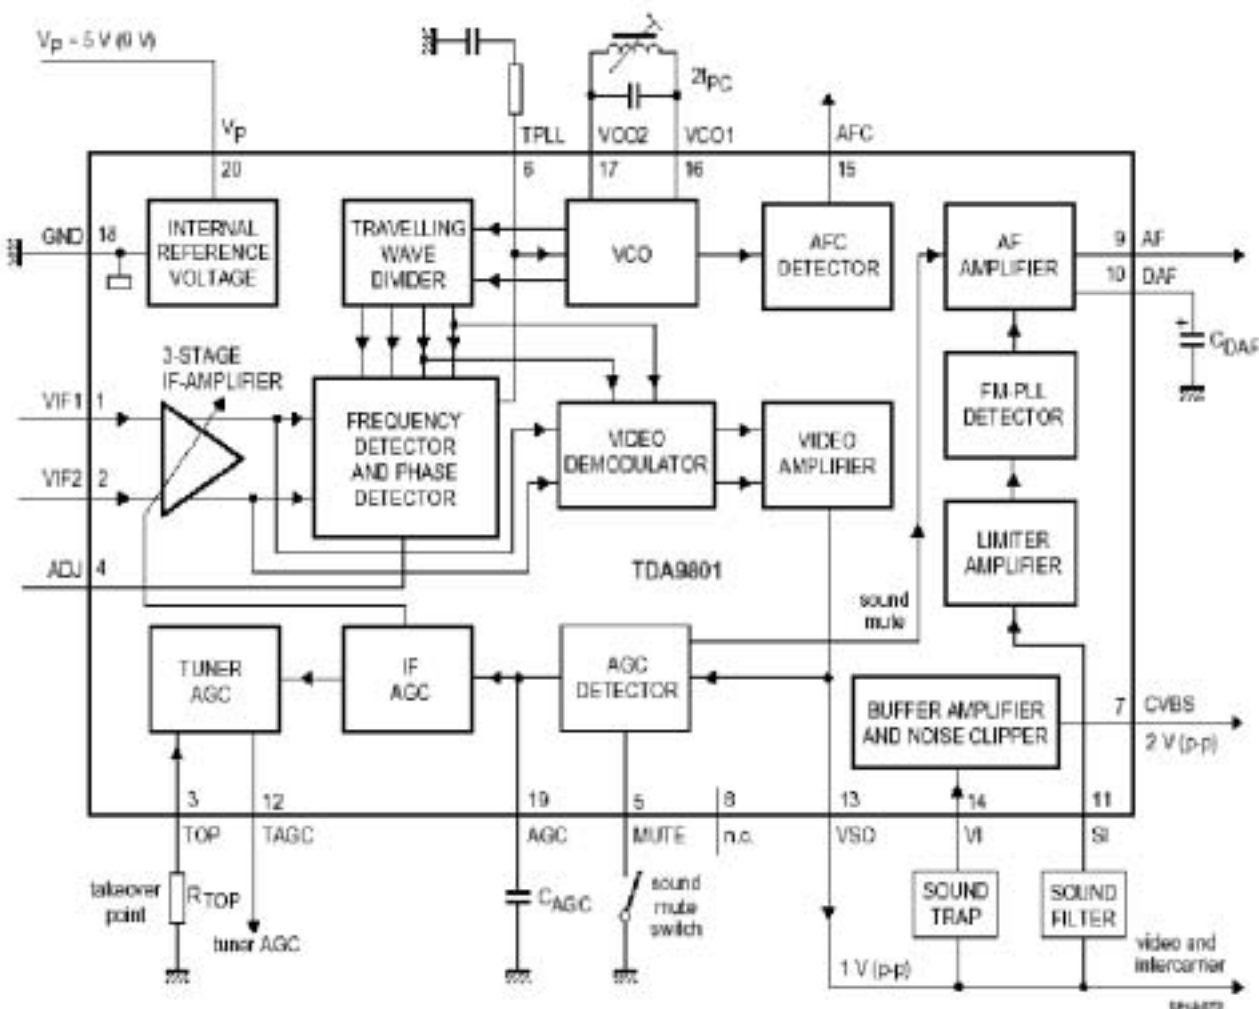 VP = 5 V (9 V)
VP
20
2fPC
TPLL
VCO2
VCO1
AFC
6
17
16
15
GND
18
INTERNAL
REFERENCE
VOLTAGE
TRAVELLING
WAVE
DIVIDER
VCO
AFC
DETECTOR
AF
AMPLIFIER
9
AF
10
DAF
+
CDAF
3-STAGE
IF-AMPLIFIER
VIF1
1
VIF2
2
FREQUENCY
DETECTOR
AND PHASE
DETECTOR
VIDEO
DEMODULATOR
VIDEO
AMPLIFIER
FM-PLL
DETECTOR
LIMITER
AMPLIFIER
ADJ
4
TDA9801
sound
mute
TUNER
AGC
IF
AGC
AGC
DETECTOR
BUFFER AMPLIFIER
AND NOISE CLIPPER
7
CVBS
2 V (p-p)
3
12
19
5
8
13
14
11
TOP
TAGC
AGC
MUTE
n.c.
VSO
VI
SI
takeover
point
RTOP
tuner AGC
CAGC
sound
mute
switch
SOUND
TRAP
SOUND
FILTER
1 V (p-p)
video and
intercarrier